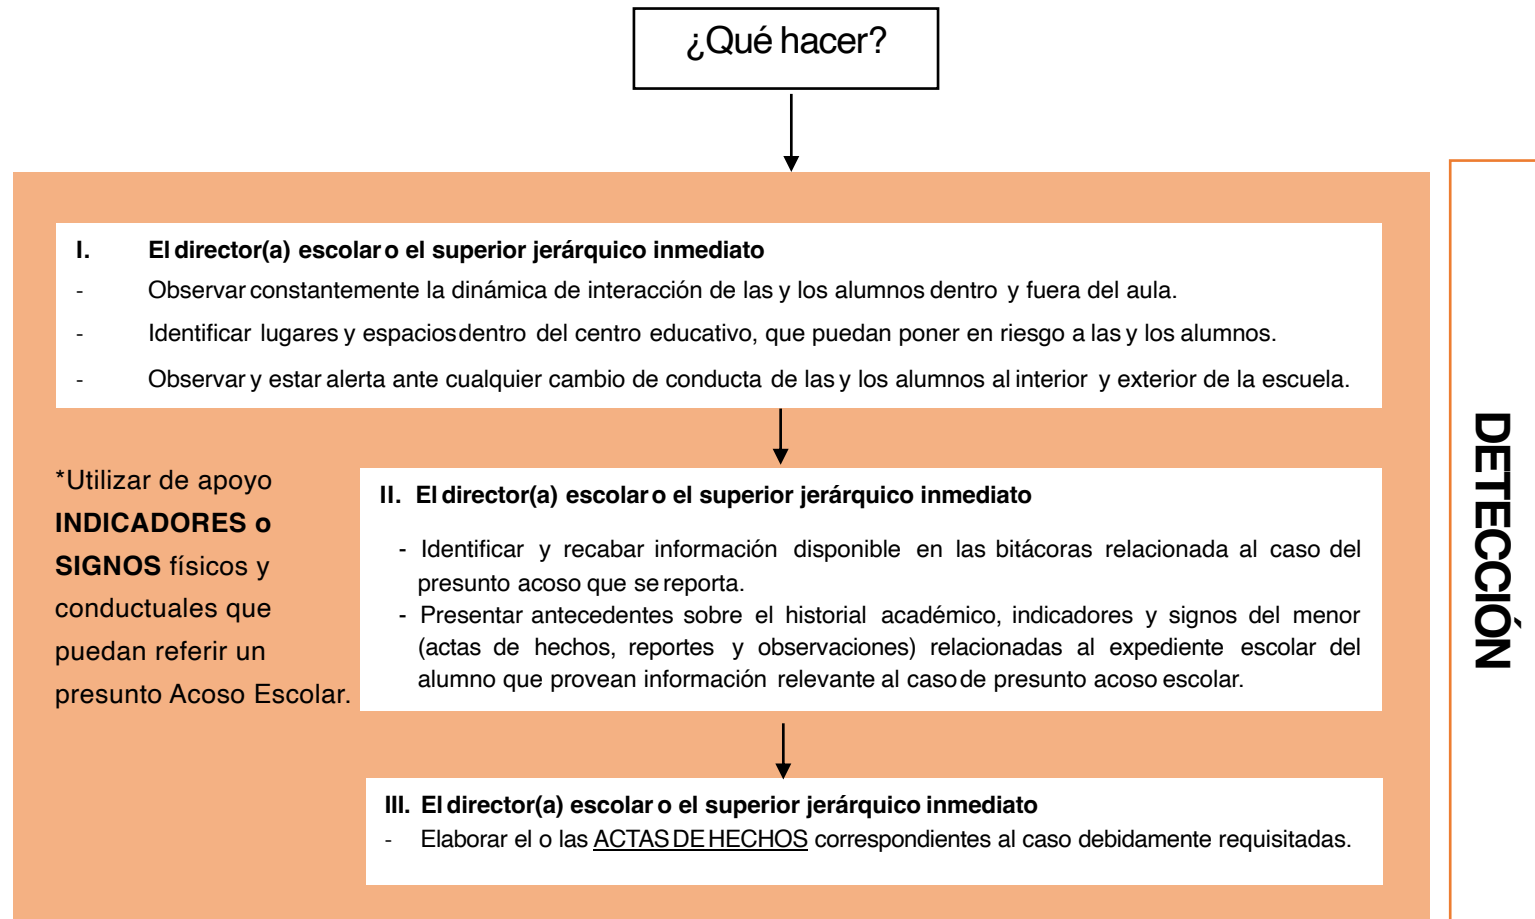 ¿Qué hacer?
I. El director(a) escolar o el superior jerárquico inmediato
- Observar constantemente la dinámica de interacción de las y los alumnos dentro y fuera del aula.
- Identificar lugares y espacios dentro del centro educativo, que puedan poner en riesgo a las y los alumnos.
- Observar y estar alerta ante cualquier cambio de conducta de las y los alumnos al interior y exterior de la escuela.
*Utilizar de apoyo
INDICADORES o
SIGNOS físicos y
conductuales que
puedan referir un
presunto Acoso Escolar.
II. El director(a) escolar o el superior jerárquico inmediato
- Identificar y recabar información disponible en las bitácoras relacionada al caso del
presunto acoso que se reporta.
- Presentar antecedentes sobre el historial académico, indicadores y signos del menor
(actas de hechos, reportes y observaciones) relacionadas al expediente escolar del
alumno que provean información relevante al caso de presunto acoso escolar.
III. El director(a) escolar o el superior jerárquico inmediato
- Elaborar el o las ACTAS DE HECHOS correspondientes al caso debidamente requisitadas.
DETECCIÓN